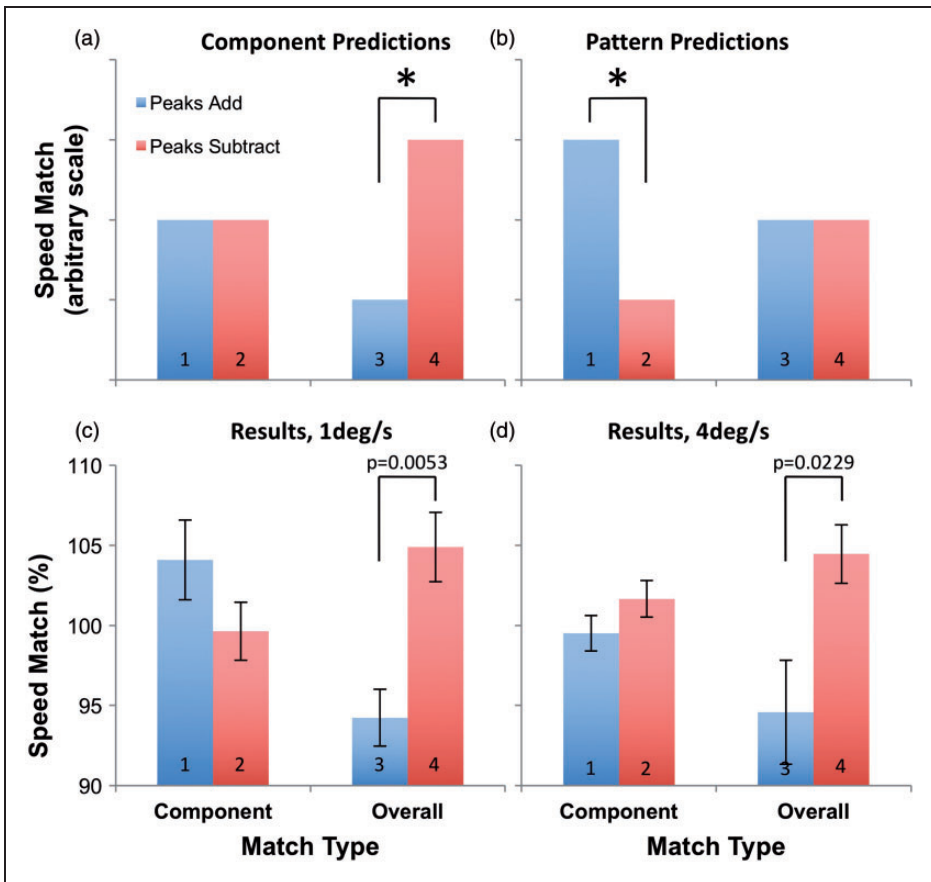 (a) Component Predictions
(b) Pattern Predictions
*
*
Peaks Add
Peaks Subtract
Speed Match
(arbitrary scale)
1 2 3 4
1 2 3 4
(c) Results, 1deg/s
(d) Results, 4deg/s
p=0.0053
p=0.0229
110
105
100
95
90
Speed Match (%)
1 2 3 4
1 2 3 4
Component Overall
Component Overall
Match Type
Match Type